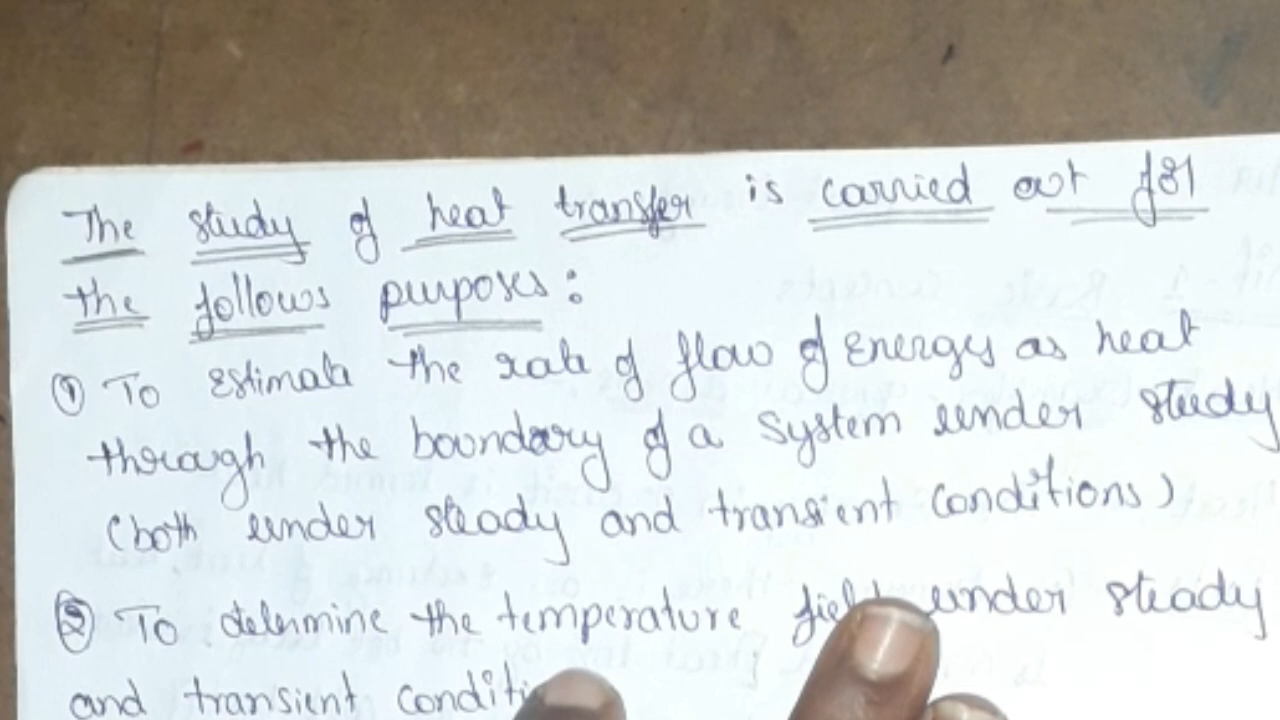 The study of heat transfer is carried out for
the follows purposes:
① To Estimate the rate of flow of Energy as heat
through the boundary of a System under study
(both under steady and transient conditions)
② To determine the temperature field under steady
and transient